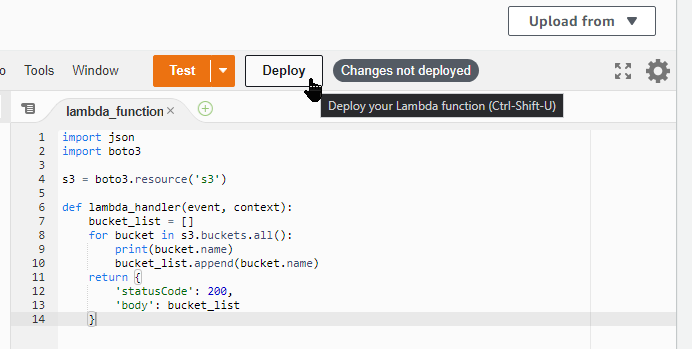 Upload from
o Tools Window Test Deploy Changes not deployed
Deploy your Lambda function (Ctrl-Shift-U)
lambda_function
1 import json
2 import boto3
3
4 s3 = boto3.resource('s3')
5
6 def lambda_handler(event, context):
7     bucket_list = []
8     for bucket in s3.buckets.all():
9         print(bucket.name)
10         bucket_list.append(bucket.name)
11     return {
12         'statusCode': 200,
13         'body': bucket_list
14     }